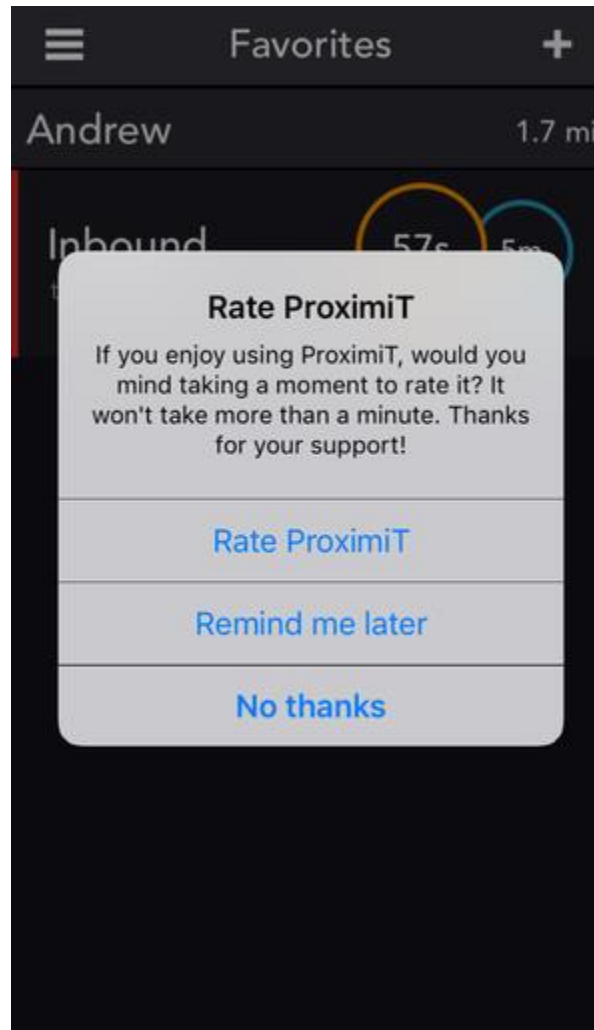 Favorites
Andrew 1.7 mi
Inbound 57s 5m
Rate ProximiT
If you enjoy using ProximiT, would you
mind taking a moment to rate it? It
won't take more than a minute. Thanks
for your support!
Rate ProximiT
Remind me later
No thanks